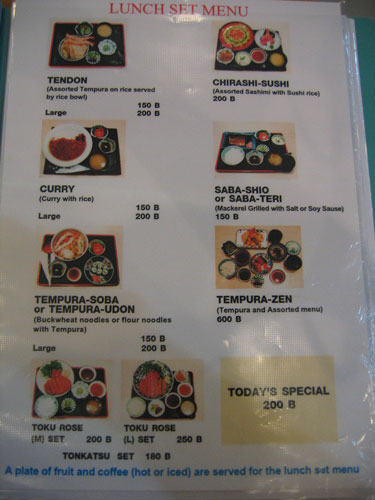 LUNCH SET MENU
TENDON
(Assorted Tempura on rice served
by rice bowl)
150 B
Large 200 B
CHIRASHI-SUSHI
(Assorted Sashimi with Sushi rice)
200 B
CURRY
(Curry with rice)
150 B
Large 200 B
SABA-SHIO
or SABA-TERI
(Mackerel Grilled with Salt or Soy Sause)
150 B
TEMPURA-SOBA
or TEMPURA-UDON
(Buckwheat noodles or flour noodles
with Tempura)
150 B
Large 200 B
TEMPURA-ZEN
(Tempura and Assorted menu)
600 B
TOKU ROSE
(M) SET 200 B
TOKU ROSE
(L) SET 250 B
TODAY'S SPECIAL
200 B
TONKATSU SET 180 B
A plate of fruit and coffee (hot or iced) are served for the lunch set menu